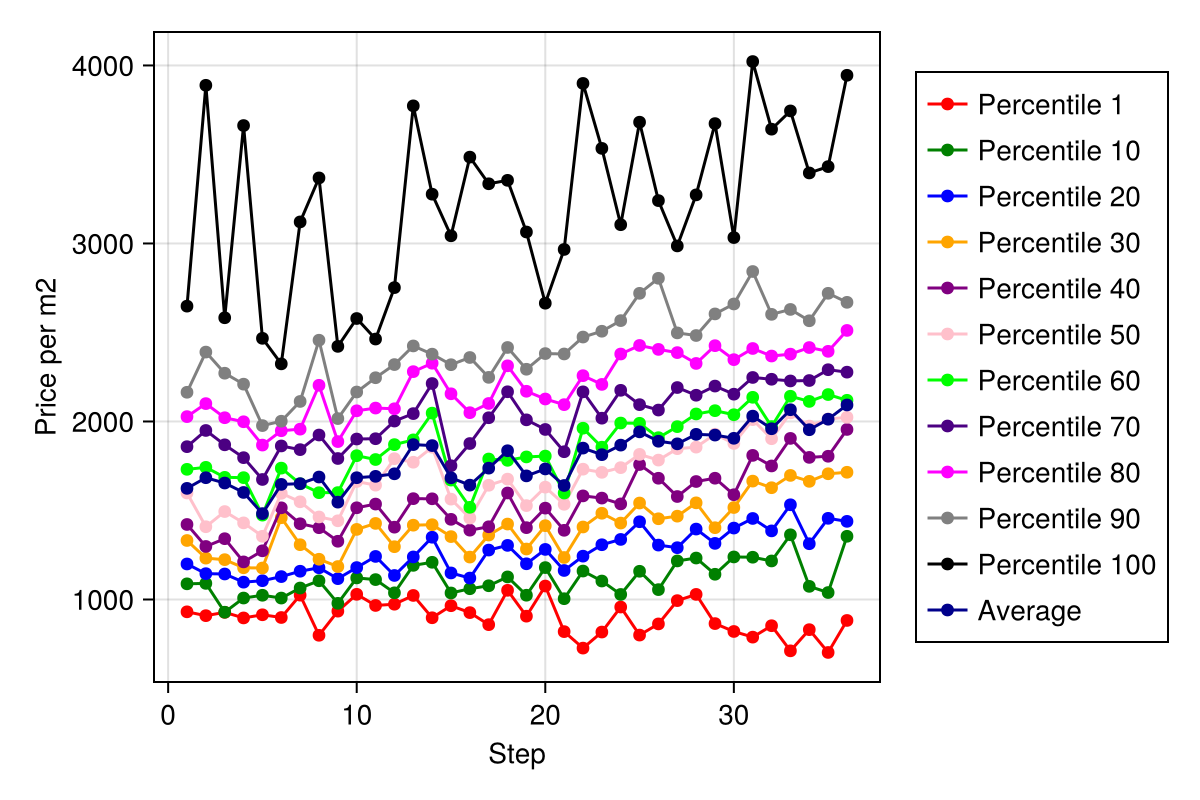 Price per m2
4000
3000
2000
1000
0
10
20
30
Step
Percentile 1
Percentile 10
Percentile 20
Percentile 30
Percentile 40
Percentile 50
Percentile 60
Percentile 70
Percentile 80
Percentile 90
Percentile 100
Average